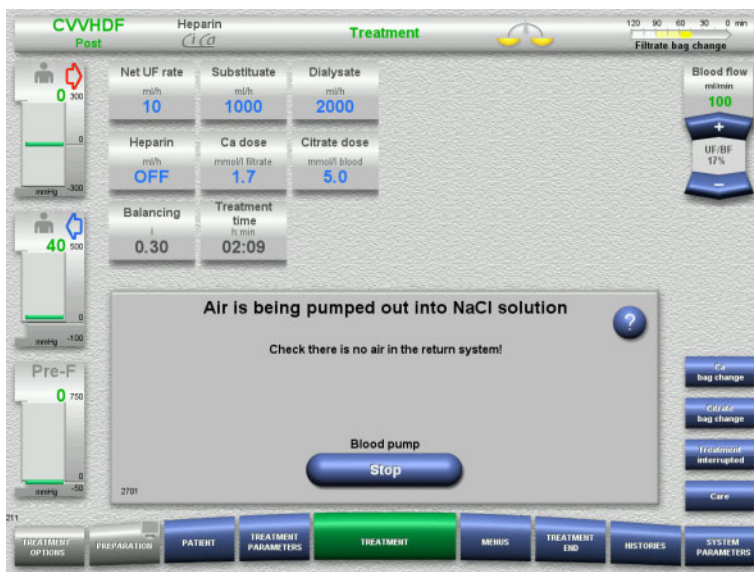 CVVHDF
Post
Heparin
Ci Ca
Treatment
120 90 60 30 0 min
Filtrate bag change
0
300
0
-300
mmHg
40
500
0
-100
mmHg
Pre-F
0
750
0
-50
mmHg
Net UF rate
ml/h
10
Substituate
ml/h
1000
Dialysate
ml/h
2000
Heparin
ml/h
OFF
Ca dose
mmol/l filtrate
1.7
Citrate dose
mmol/l blood
5.0
Balancing
l
0.30
Treatment
time
h:min
02:09
Blood flow
ml/min
100
+
UF/BF
17%
−
Air is being pumped out into NaCl solution
?
Check there is no air in the return system!
Blood pump
Stop
2701
Ca
bag change
Citrate
bag change
Treatment
interrupted
Care
211
TREATMENT
OPTIONS
PREPARATION
PATIENT
TREATMENT
PARAMETERS
TREATMENT
MENUS
TREATMENT
END
HISTORIES
SYSTEM
PARAMETERS